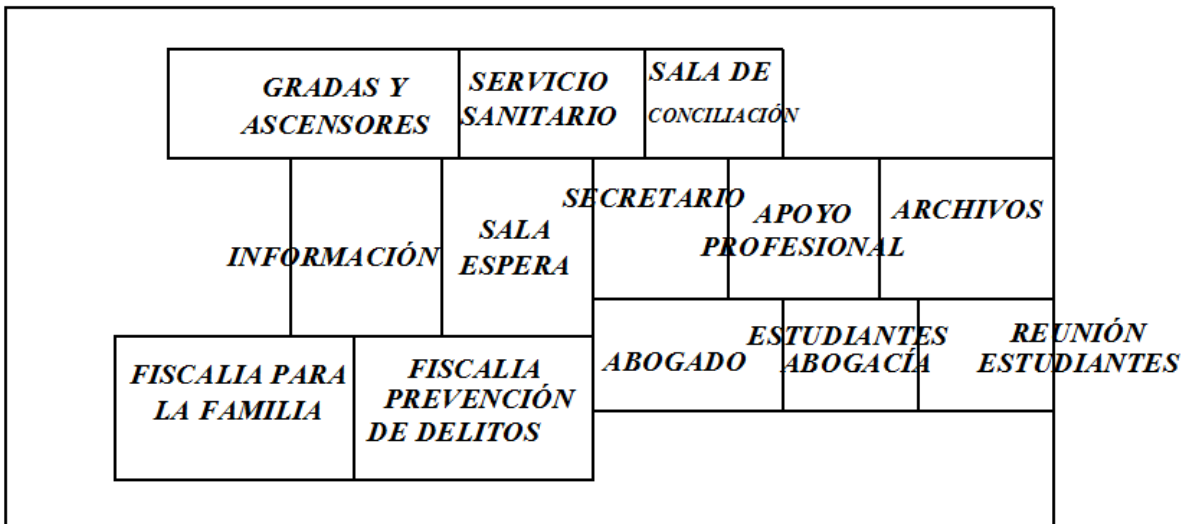 GRADAS Y
ASCENSORES
SERVICIO
SANITARIO
SALA DE
CONCILIACIÓN
INFORMACIÓN
SALA
ESPERA
SECRETARIO
APOYO
PROFESIONAL
ARCHIVOS
FISCALIA PARA
LA FAMILIA
FISCALIA
PREVENCIÓN
DE DELITOS
ABOGADO
ESTUDIANTES
ABOGACÍA
REUNIÓN
ESTUDIANTES